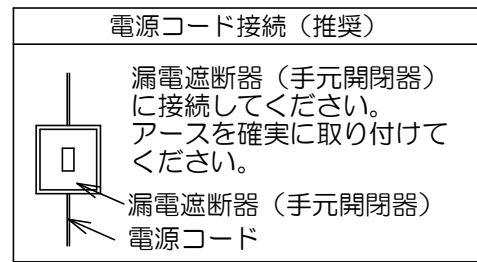 電源コード接続（推奨）
漏電遮断器（手元開閉器）
に接続してください。
アースを確実に取り付けて
ください。
漏電遮断器（手元開閉器）
電源コード